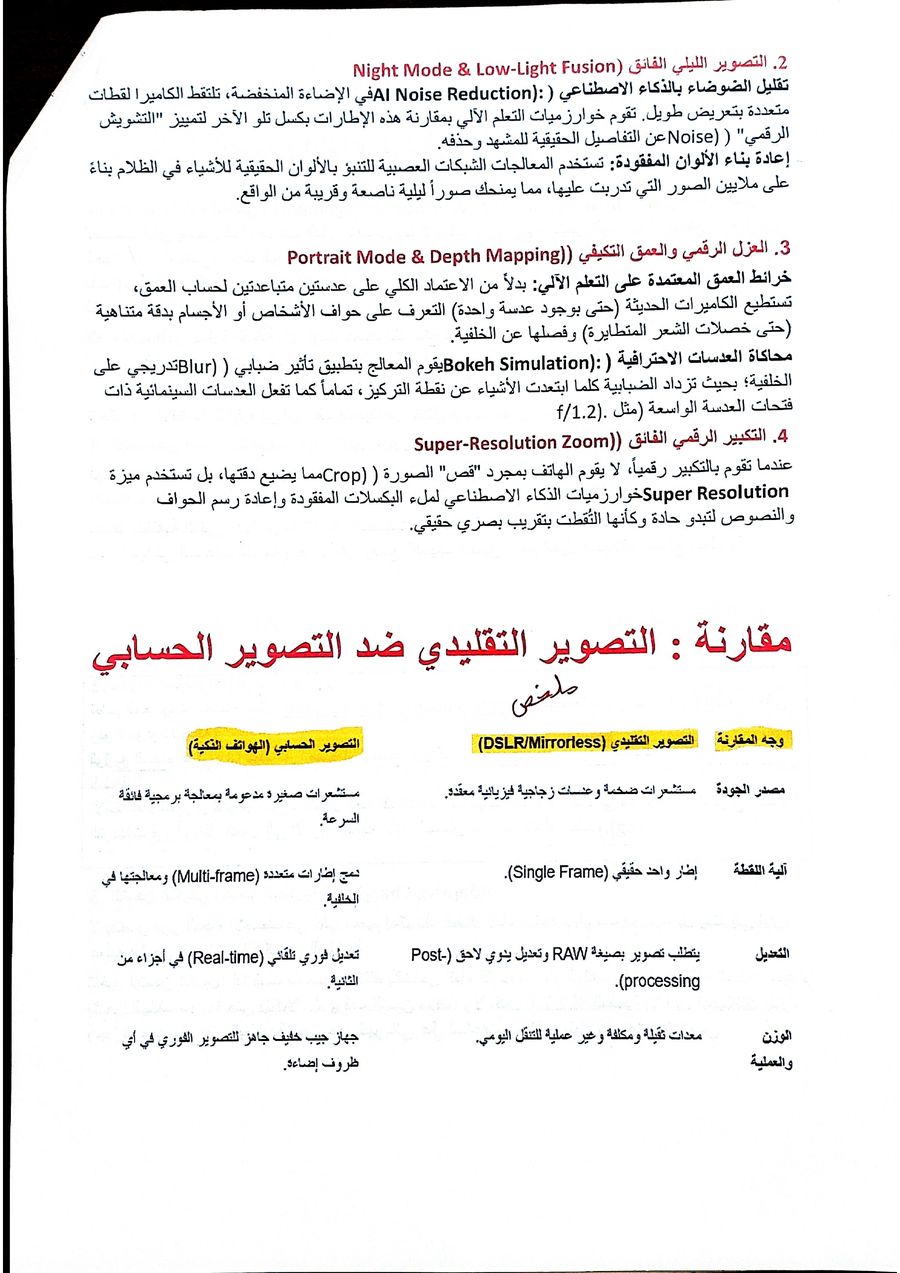 2. التصوير الليلي الفائق (Night Mode & Low-Light Fusion
تقليل الضوضاء بالذكاء الاصطناعي ( :(AI Noise Reductionفي الإضاءة المنخفضة، تلتقط الكاميرا لقطات
متعددة بتعريض طويل. تقوم خوارزميات التعلم الآلي بمقارنة هذه الإطارات بكسل تلو الآخر لتمييز "التشويش
الرقمي" ( (Noiseعن التفاصيل الحقيقية للمشهد وحذفه.
إعادة بناء الألوان المفقودة: تستخدم المعالجات الشبكات العصبية للتنبؤ بالألوان الحقيقية للأشياء في الظلام بناءً
على ملايين الصور التي تدربت عليها، مما يمنحك صوراً ليلية ناصعة وقريبة من الواقع.
3. العزل الرقمي والعمق التكيفي ((Portrait Mode & Depth Mapping
خرائط العمق المعتمدة على التعلم الآلي: بدلاً من الاعتماد الكلي على عدستين متباعدتين لحساب العمق،
تستطيع الكاميرات الحديثة (حتى بوجود عدسة واحدة) التعرف على حواف الأشخاص أو الأجسام بدقة متناهية
(حتى خصلات الشعر المتطايرة) وفصلها عن الخلفية.
محاكاة العدسات الاحترافية ( :(Bokeh Simulationيقوم المعالج بتطبيق تأثير ضبابي ( (Blurتدريجي على
الخلفية؛ بحيث تزداد الضبابية كلما ابتعدت الأشياء عن نقطة التركيز، تماماً كما تفعل العدسات السينمائية ذات
فتحات العدسة الواسعة (مثل .(f/1.2
4. التكبير الرقمي الفائق ((Super-Resolution Zoom
عندما تقوم بالتكبير رقمياً، لا يقوم الهاتف بمجرد "قص" الصورة ( (Cropمما يضيع دقتها، بل تستخدم ميزة
Super Resolutionخوارزميات الذكاء الاصطناعي لملء البكسلات المفقودة وإعادة رسم الحواف
والنصوص لتبدو حادة وكأنها التُقطت بتقريب بصري حقيقي.
مقارنة : التصوير التقليدي ضد التصوير الحسابي
ملخص
وجه المقارنة التصوير التقليدي (DSLR/Mirrorless) التصوير الحسابي (الهواتف الذكية)
مصدر الجودة مستشعرات ضخمة وعدسات زجاجية فيزيائية معقدة. مستشعرات صغيرة مدعومة بمعالجة برمجية فائقة
السرعة.
آلية اللقطة إطار واحد حقيقي (Single Frame). دمج إطارات متعددة (Multi-frame) ومعالجتها في
الخلفية.
التعديل يتطلب تصوير بصيغة RAW وتعديل يدوي لاحق (Post-
processing). تعديل فوري تلقائي (Real-time) في أجزاء من
الثانية.
الوزن
والعملية معدات ثقيلة ومكلفة وغير عملية للتنقل اليومي. جهاز جيب خفيف جاهز للتصوير الفوري في أي
ظروف إضاءة.